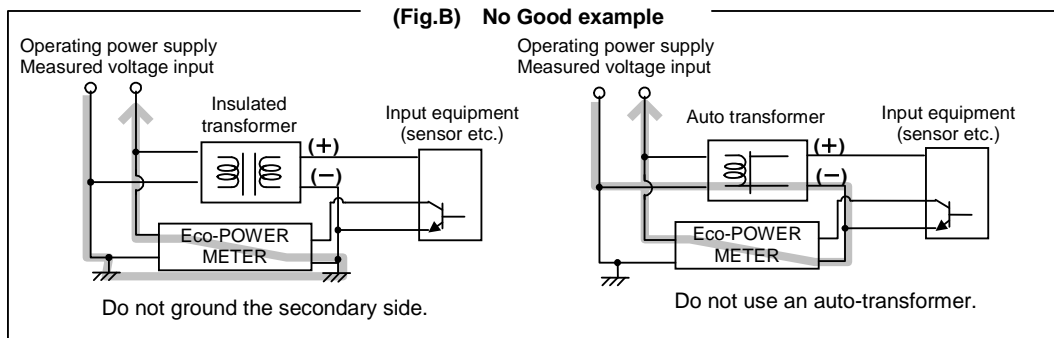 (Fig.B) No Good example
Operating power supply
Measured voltage input
Insulated
transformer
Input equipment
(sensor etc.)
(+)
(−)
Eco-POWER
METER
Do not ground the secondary side.
Operating power supply
Measured voltage input
Auto transformer
Input equipment
(sensor etc.)
(+)
(−)
Eco-POWER
METER
Do not use an auto-transformer.